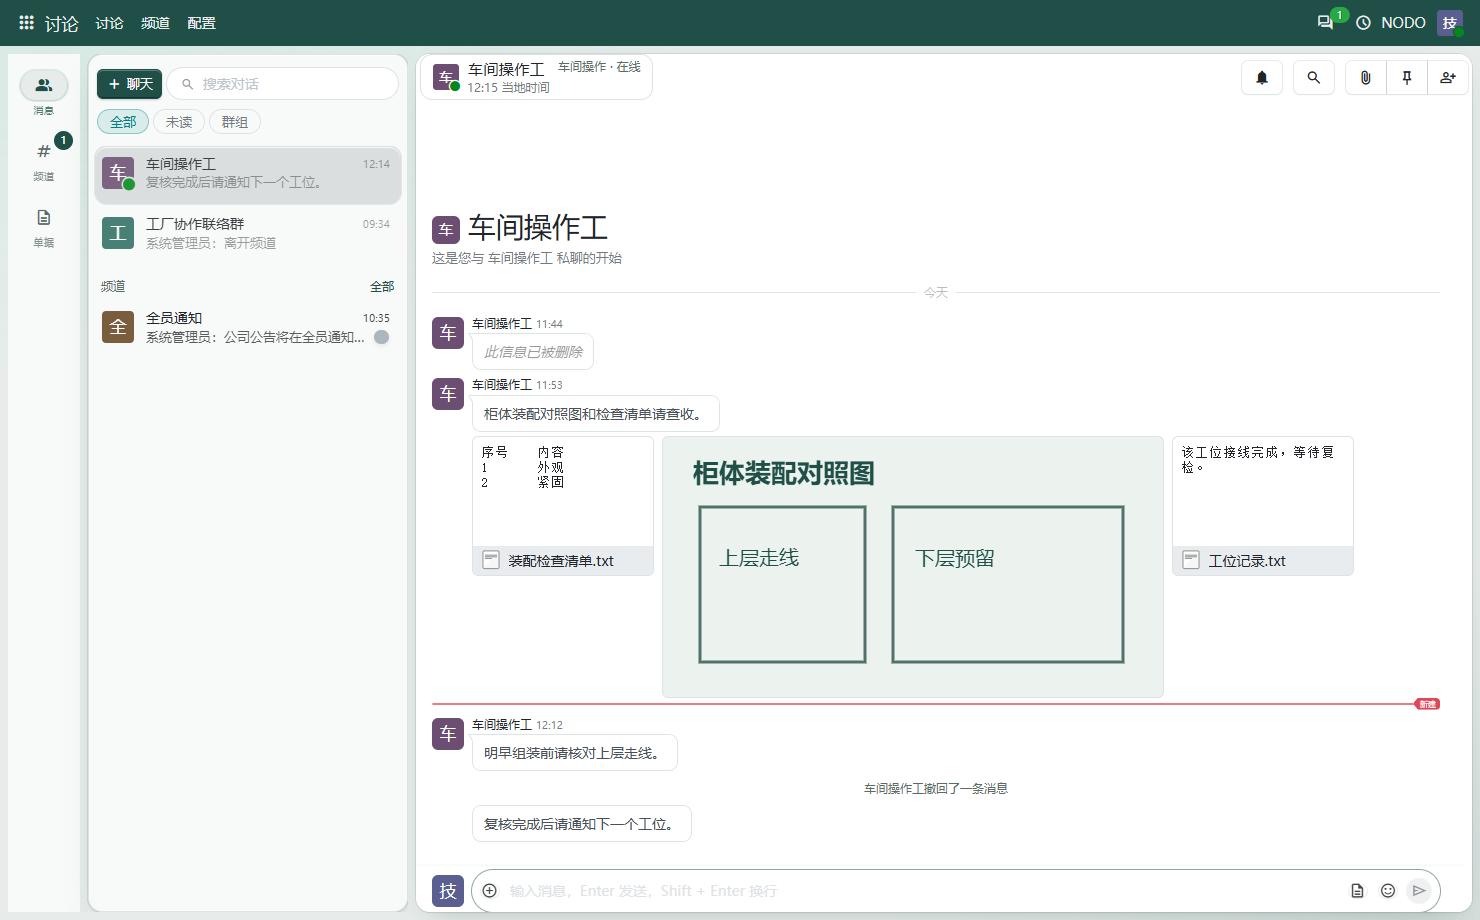 讨论 讨论 频道 配置 1 NODO 技
消息
1
频道
单据
聊天 搜索对话
全部 未读 群组
车 车间操作工 12:14
复核完成后请通知下一个工位。
工 工厂协作联络群 09:34
系统管理员：离开频道
频道 全部
全 全员通知 10:35
系统管理员：公司公告将在全员通知...
车 车间操作工 车间操作 · 在线
12:15 当地时间
车 车间操作工
这是您与 车间操作工 私聊的开始
今天
车 车间操作工 11:44
此信息已被删除
车 车间操作工 11:53
柜体装配对照图和检查清单请查收。
序号 内容
1 外观
2 紧固
装配检查清单.txt
柜体装配对照图
上层走线 下层预留
该工位接线完成，等待复
检。
工位记录.txt
新建
车 车间操作工 12:12
明早组装前请核对上层走线。
车间操作工撤回了一条消息
复核完成后请通知下一个工位。
技 输入消息，Enter 发送，Shift + Enter 换行